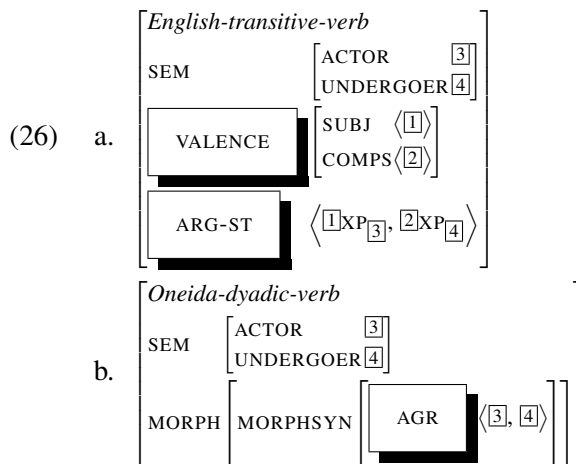 (26) a.
English-transitive-verb
SEM [ACTOR 3
UNDERGOER 4]
VALENCE [SUBJ ⟨1⟩
COMPS ⟨2⟩]
ARG-ST ⟨1XP3, 2XP4⟩
b.
Oneida-dyadic-verb
SEM [ACTOR 3
UNDERGOER 4]
MORPH [MORPHSYN [AGR ⟨3, 4⟩]]